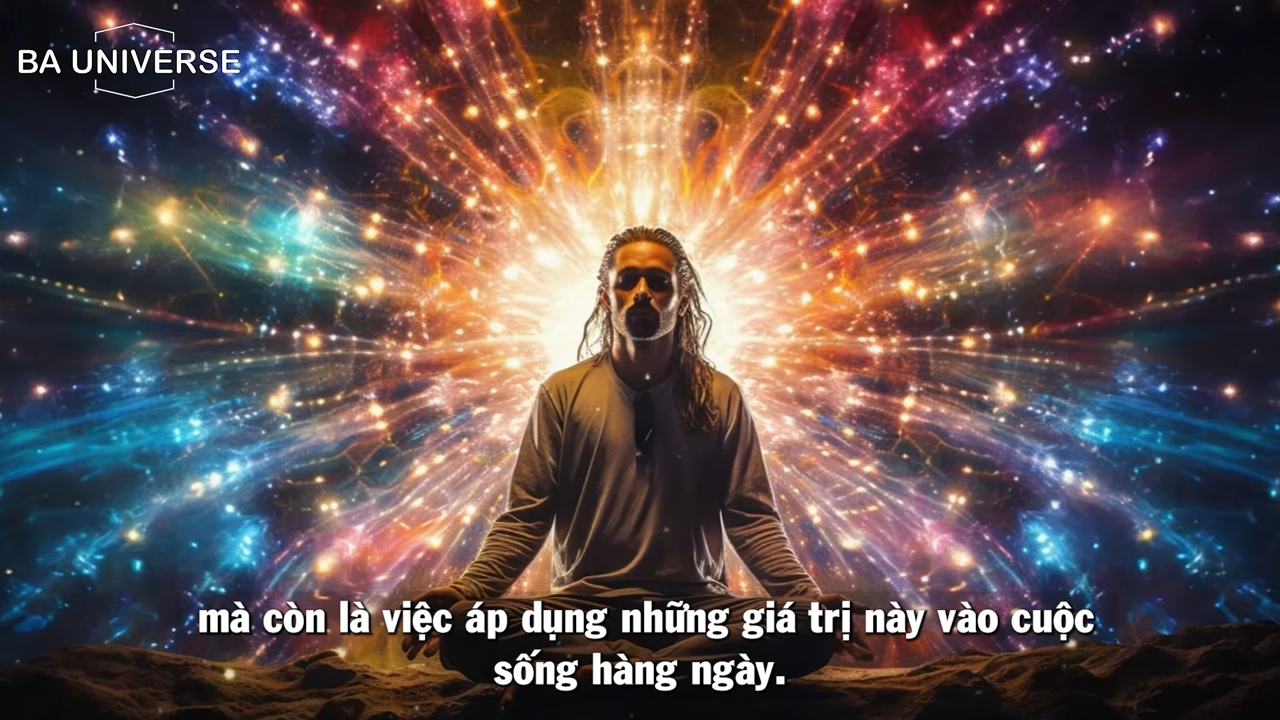 BA UNIVERSE
mà còn là việc áp dụng những giá trị này vào cuộc
sống hàng ngày.